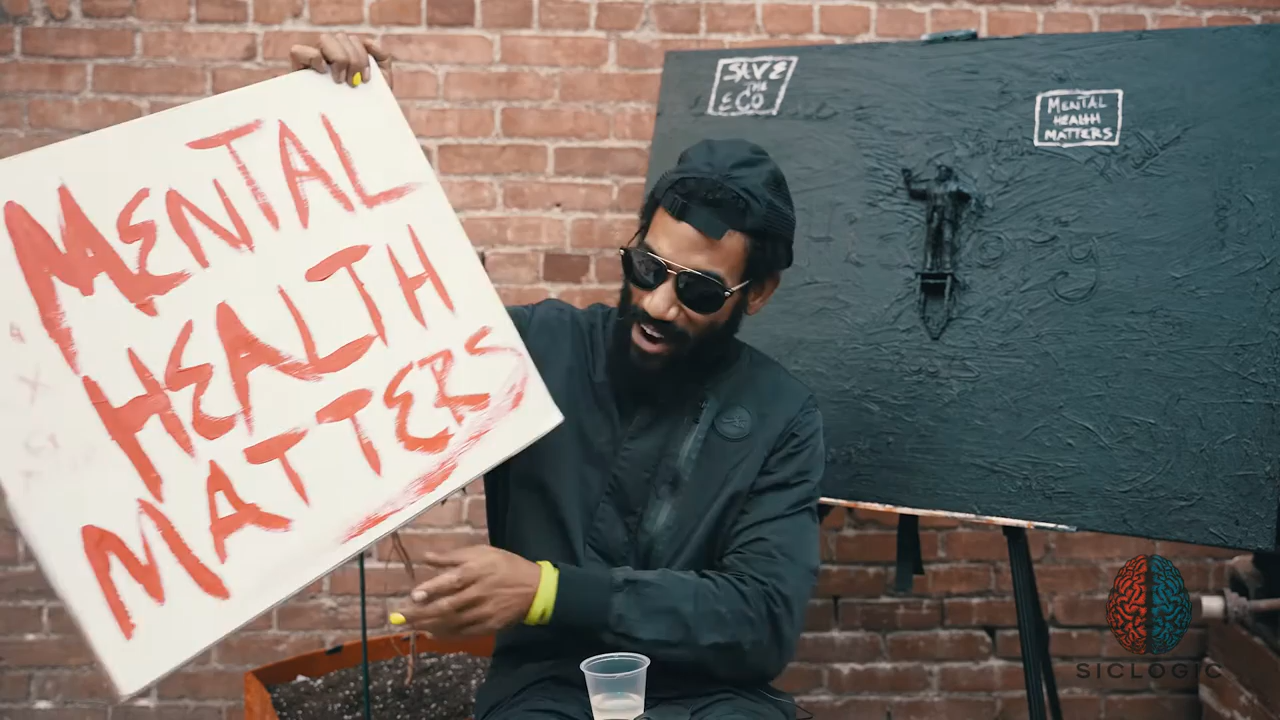 MENTAL
HEALTH
MATTERS
SAVE
THE
ECO
MENTAL
HEALTH
MATTERS
SICLOGIC